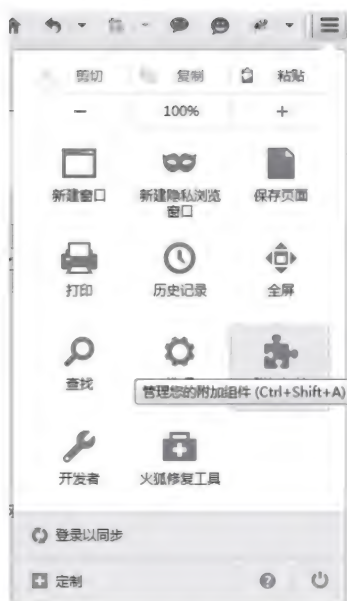 剪切 复制 粘贴
− 100% +
新建窗口 新建隐私浏览 保存页面
窗口
打印 历史记录 全屏
查找
管理您的附加组件 (Ctrl+Shift+A)
开发者 火狐修复工具
登录以同步
定制